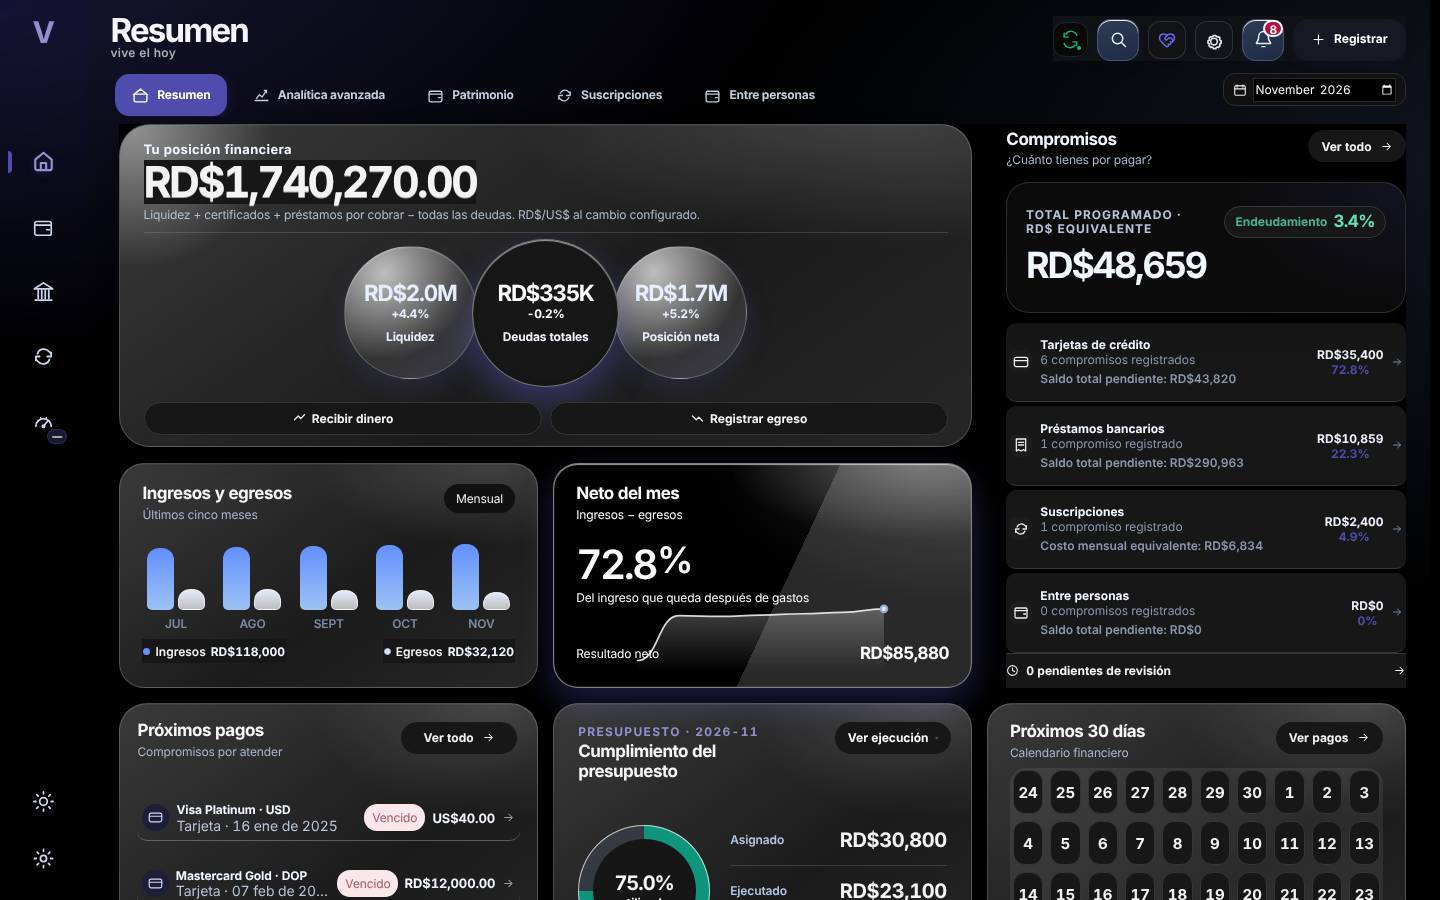 V
Resumen
vive el hoy
8
+ Registrar
Resumen
Analítica avanzada
Patrimonio
Suscripciones
Entre personas
November 2026
Tu posición financiera
RD$1,740,270.00
Liquidez + certificados + préstamos por cobrar − todas las deudas. RD$/US$ al cambio configurado.
RD$2.0M
+4.4%
Liquidez
RD$335K
-0.2%
Deudas totales
RD$1.7M
+5.2%
Posición neta
Recibir dinero
Registrar egreso
Compromisos
¿Cuánto tienes por pagar?
Ver todo →
TOTAL PROGRAMADO ·
RD$ EQUIVALENTE
Endeudamiento 3.4%
RD$48,659
Tarjetas de crédito
6 compromisos registrados
Saldo total pendiente: RD$43,820
RD$35,400
72.8%
→
Préstamos bancarios
1 compromiso registrado
Saldo total pendiente: RD$290,963
RD$10,859
22.3%
→
Suscripciones
1 compromiso registrado
Costo mensual equivalente: RD$6,834
RD$2,400
4.9%
→
Entre personas
0 compromisos registrados
Saldo total pendiente: RD$0
RD$0
0%
→
0 pendientes de revisión →
Ingresos y egresos
Últimos cinco meses
Mensual
JUL AGO SEPT OCT NOV
Ingresos RD$118,000
Egresos RD$32,120
Neto del mes
Ingresos − egresos
72.8%
Del ingreso que queda después de gastos
Resultado neto
RD$85,880
Próximos pagos
Compromisos por atender
Ver todo →
Visa Platinum · USD
Tarjeta · 16 ene de 2025
Vencido
US$40.00 →
Mastercard Gold · DOP
Tarjeta · 07 feb de 20...
Vencido
RD$12,000.00 →
PRESUPUESTO · 2026-11
Cumplimiento del
presupuesto
Ver ejecución
75.0%
Asignado RD$30,800
Ejecutado RD$23,100
Próximos 30 días
Calendario financiero
Ver pagos →
24 25 26 27 28 29 30 1 2 3
4 5 6 7 8 9 10 11 12 13
14 15 16 17 18 19 20 21 22 23